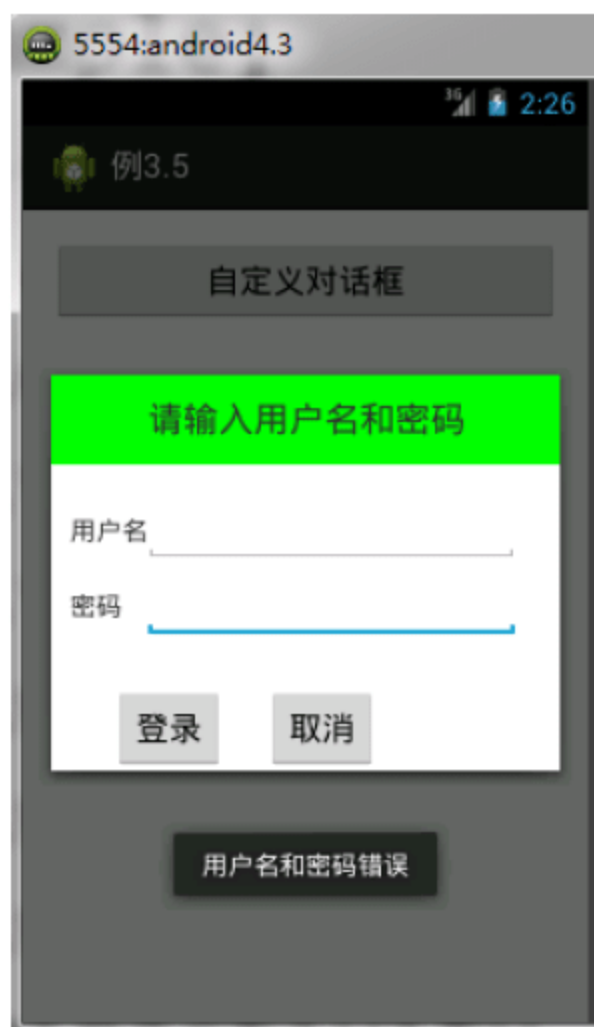 5554:android4.3
3G 2:26
例3.5
自定义对话框
请输入用户名和密码
用户名
密码
登录 取消
用户名和密码错误